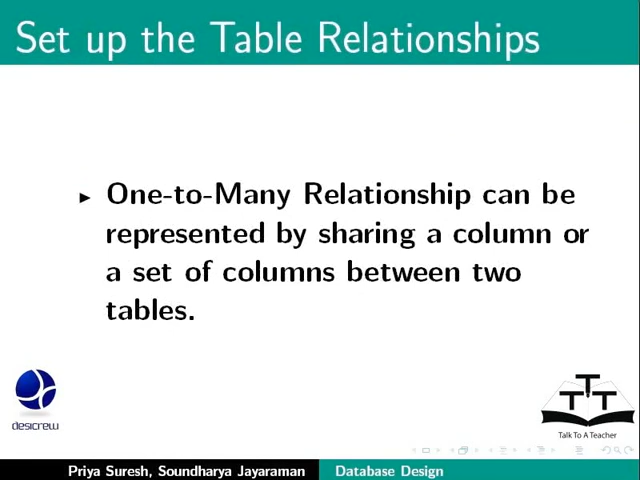 Set up the Table Relationships
One-to-Many Relationship can be
represented by sharing a column or
a set of columns between two
tables.
desicrew
T T T
Talk To A Teacher
Priya Suresh, Soundharya Jayaraman Database Design